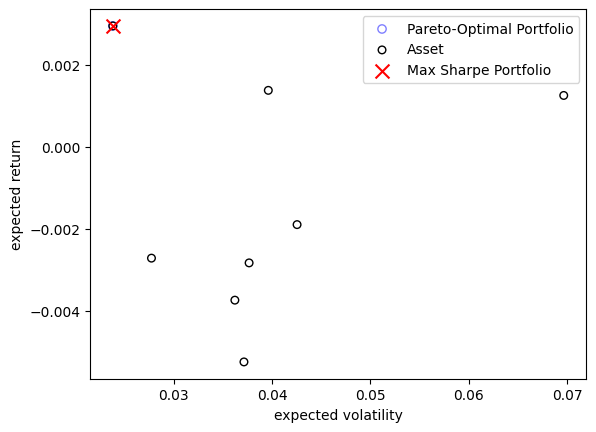 Pareto-Optimal Portfolio
Asset
Max Sharpe Portfolio
0.002
0.000
−0.002
−0.004
expected return
0.03 0.04 0.05 0.06 0.07
expected volatility